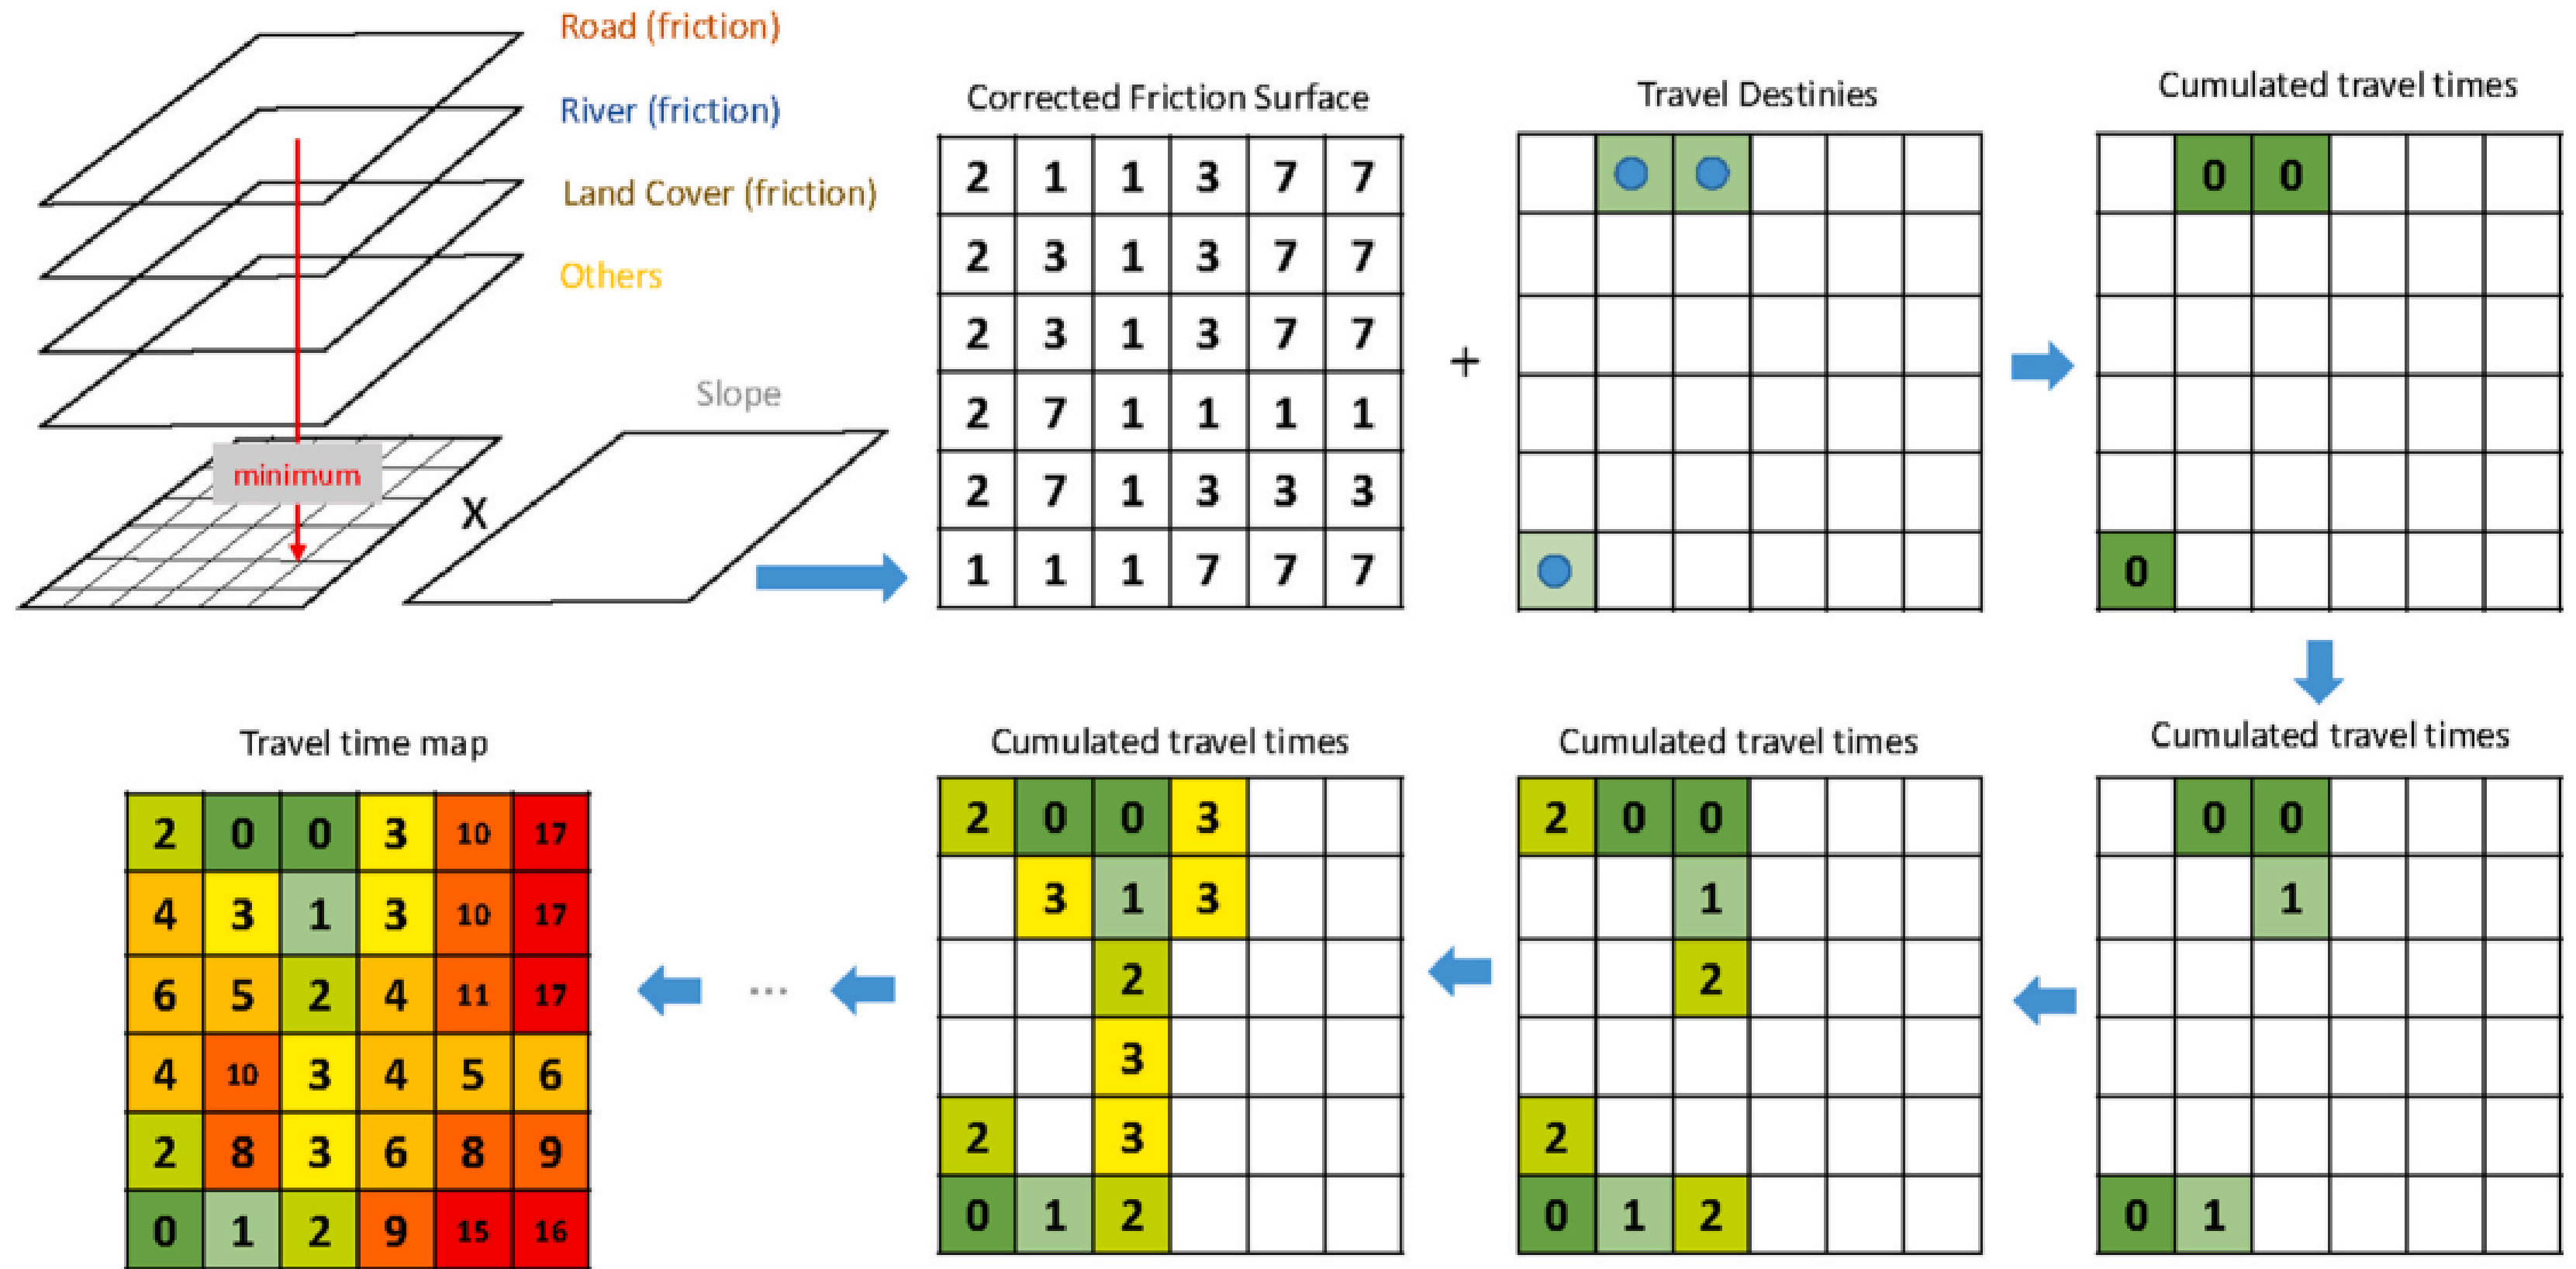 Road (friction)
River (friction)
Land Cover (friction)
Others
minimum
X
Slope
Corrected Friction Surface
2 1 1 3 7 7
2 3 1 3 7 7
2 3 1 3 7 7
2 7 1 1 1 1
2 7 1 3 3 3
1 1 1 7 7 7
+
Travel Destinies
Cumulated travel times
0 0
0
Cumulated travel times
0 0
1
0 1
Cumulated travel times
2 0 0
1
2
2
0 1 2
Cumulated travel times
2 0 0 3
3 1 3
2
3
2 3
0 1 2
...
Travel time map
2 0 0 3 10 17
4 3 1 3 10 17
6 5 2 4 11 17
4 10 3 4 5 6
2 8 3 6 8 9
0 1 2 9 15 16